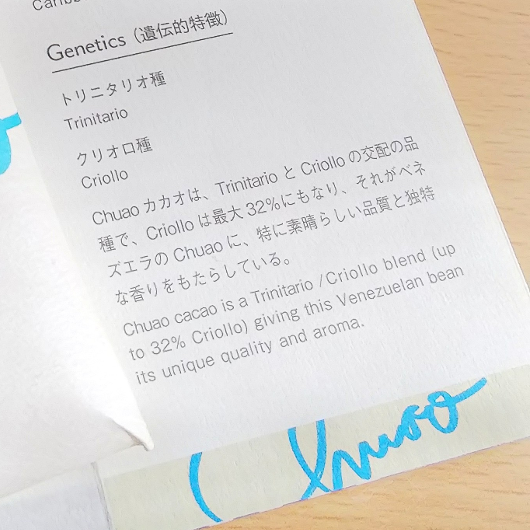 Genetics（遺伝的特徴）
トリニタリオ種
Trinitario
クリオロ種
Criollo
Chuao カカオは、Trinitario と Criollo の交配の品
種で、Criollo は最大 32％にもなり、それがベネ
ズエラの Chuao に、特に素晴らしい品質と独特
な香りをもたらしている。
Chuao cacao is a Trinitario /Criollo blend (up
to 32% Criollo) giving this Venezuelan bean
its unique quality and aroma.
Chuao